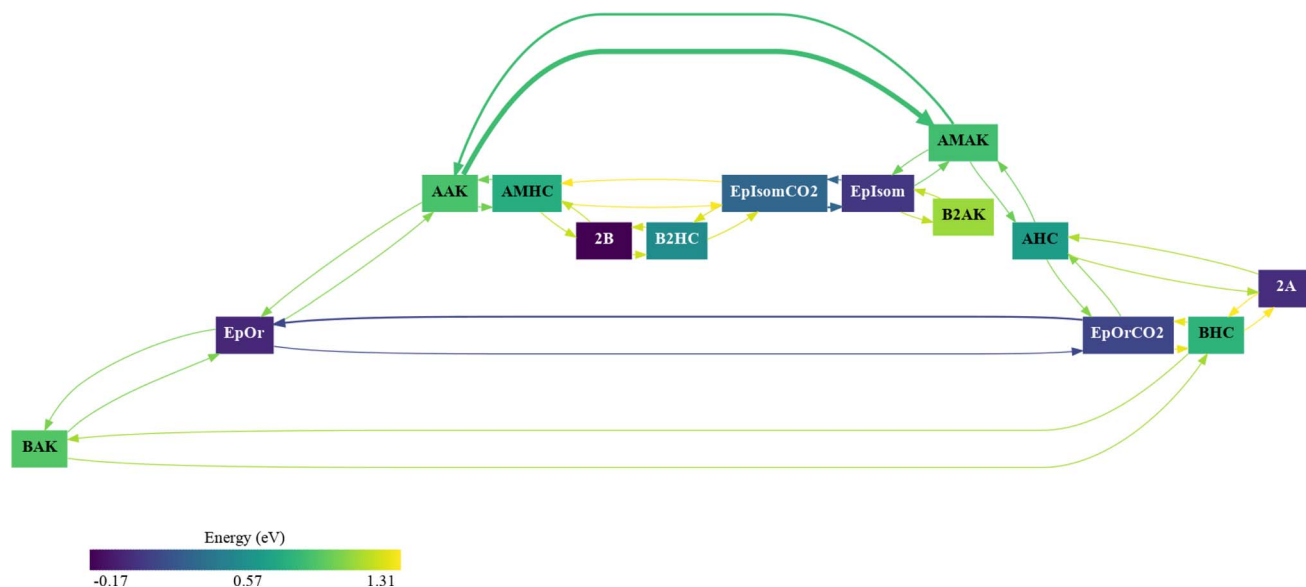 AMAK
AAK
AMHC
EpIsomCO2
EpIsom
B2AK
2B
B2HC
AHC
2A
EpOr
EpOrCO2
BHC
BAK
Energy (eV)
-0.17 0.57 1.31